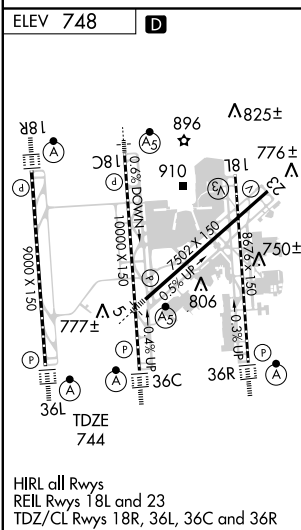 ELEV 748
D
18R
A
A5
896
825±
18C
910
18L
776±
V3
V
23
P
0.6% DOWN
P
9000 X 150
10000 X 150
7502 X 150
0.5% UP
P
8676 X 150
750±
777±
5
A5
806
0.4% UP
0.3% UP
P
P
P
36L
A
A
36C
36R
A
TDZE
744
HIRL all Rwys
REIL Rwys 18L and 23
TDZ/CL Rwys 18R, 36L, 36C and 36R